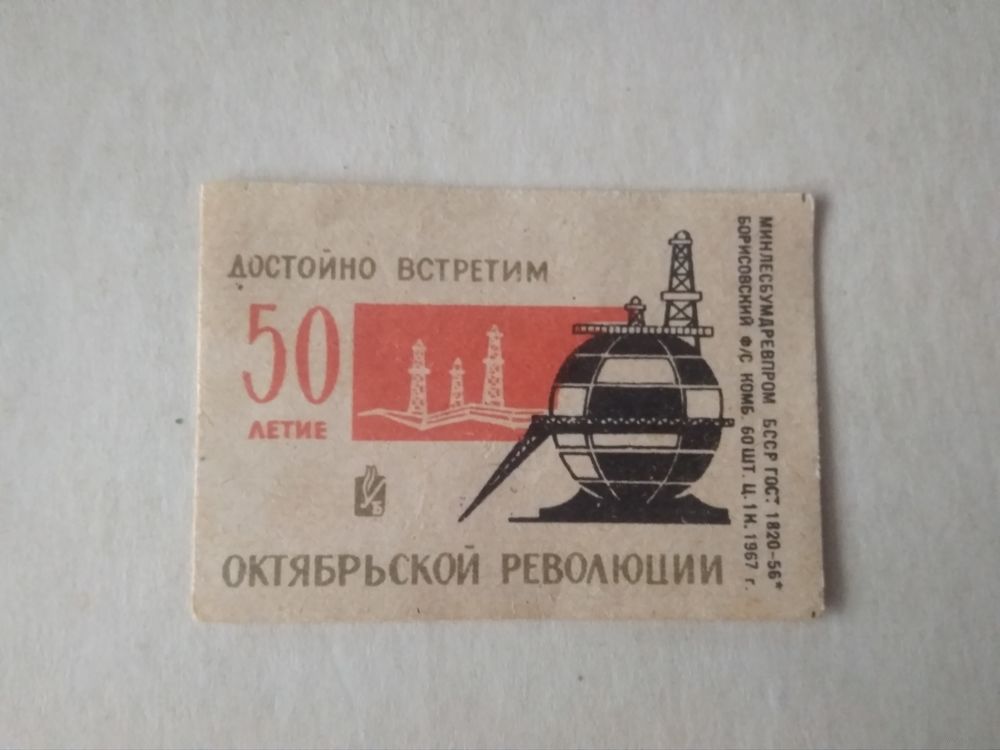 ДОСТОЙНО ВСТРЕТИМ
50
ЛЕТИЕ
Б
ОКТЯБРЬСКОЙ РЕВОЛЮЦИИ
МИНЛЕСБУМДРЕВПРОМ БССР ГОСТ 1820-56*
БОРИСОВСКИЙ Ф/С КОМБ. 60 ШТ. Ц. 1 К. 1967 г.